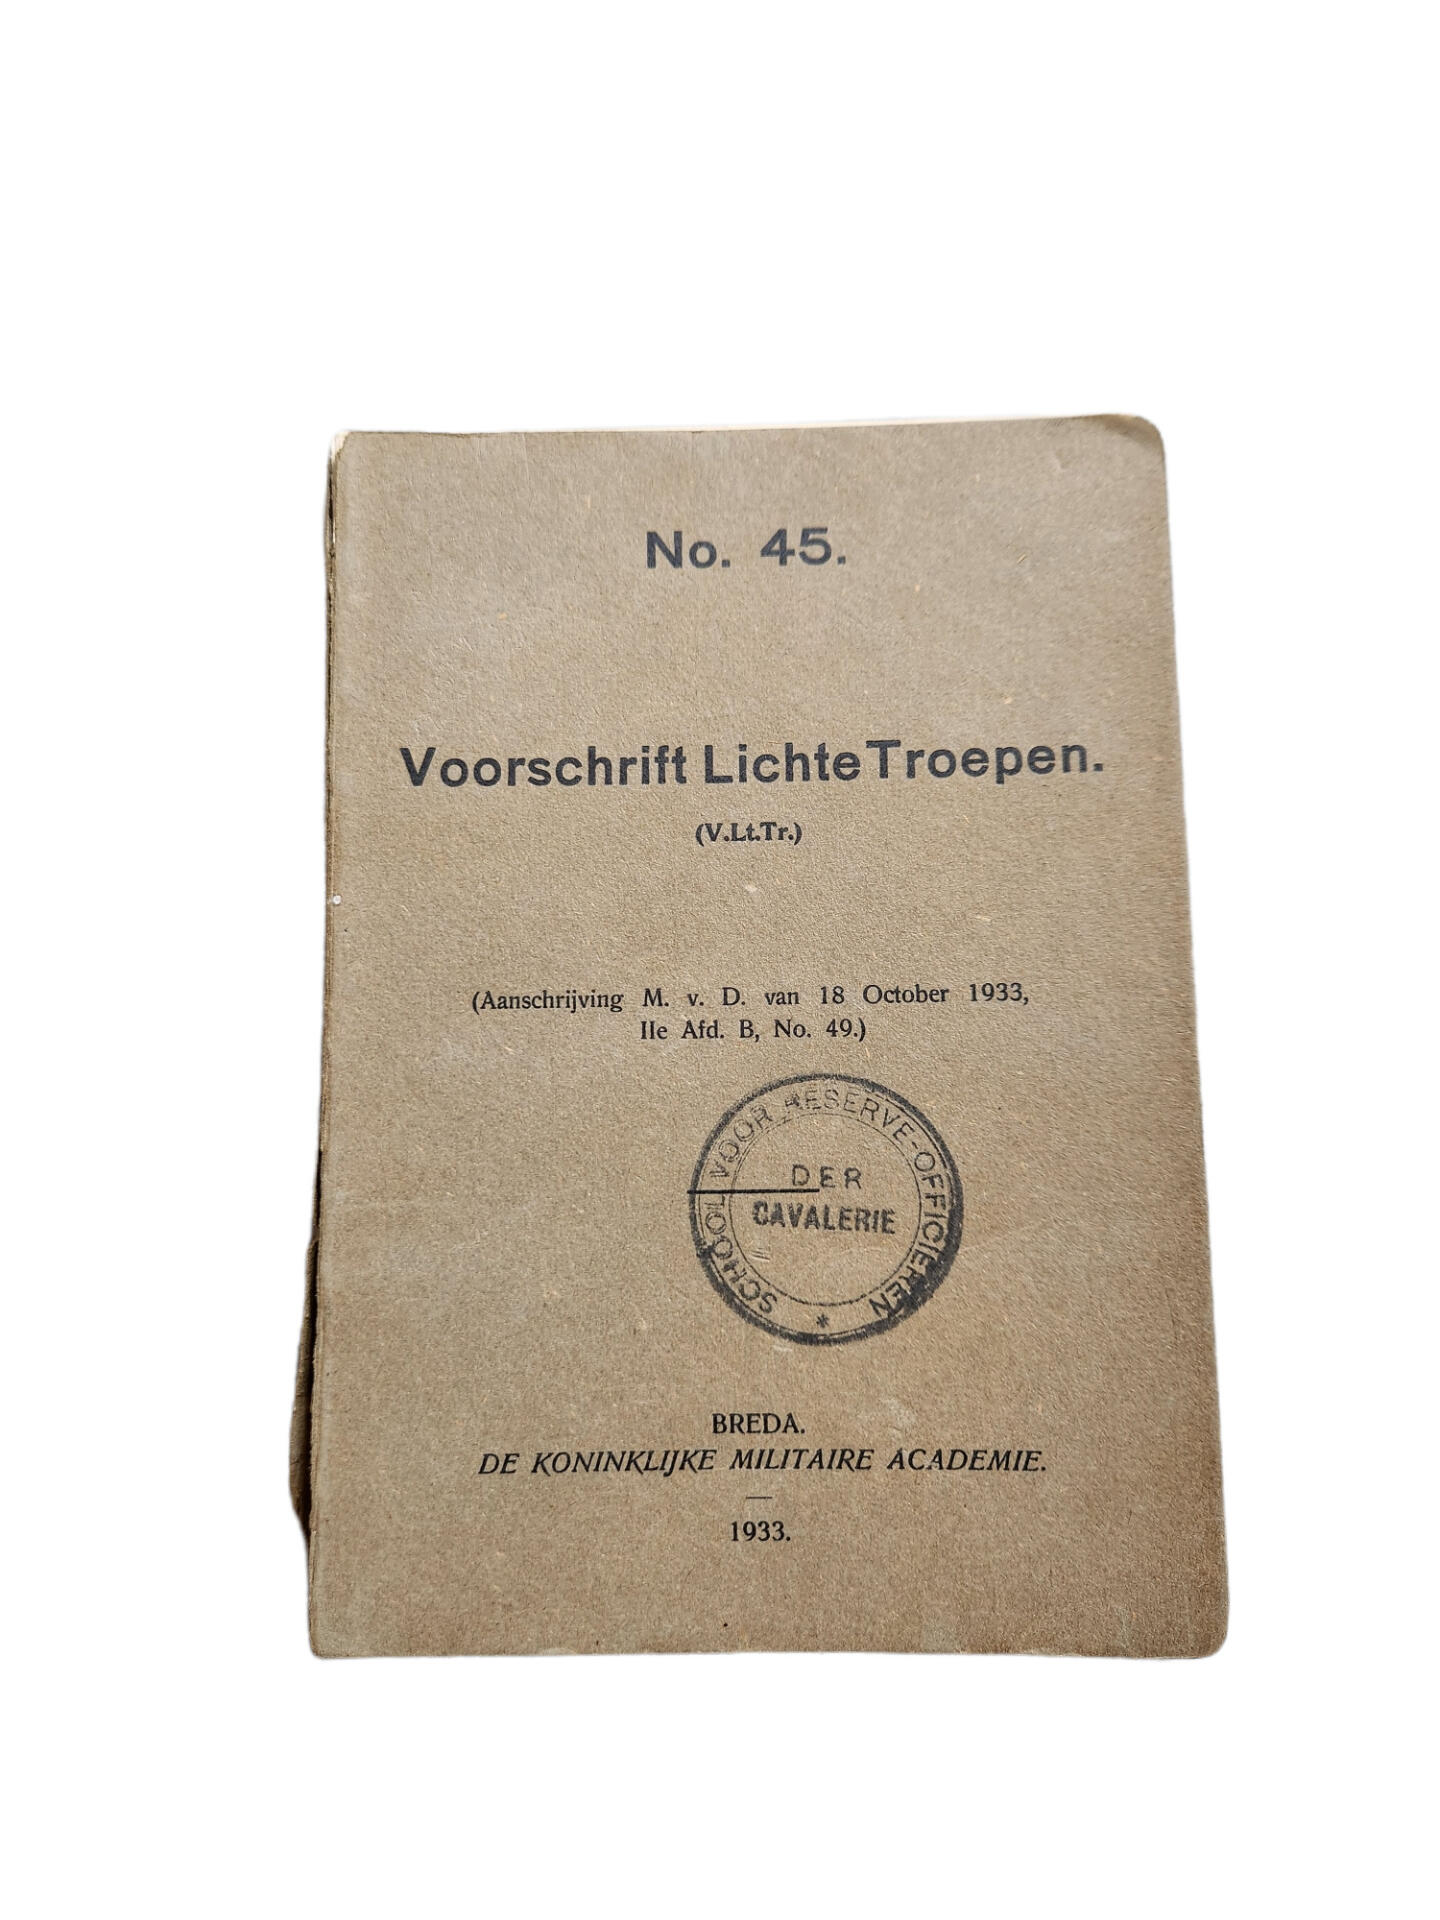 No. 45.
Voorschrift Lichte Troepen.
(V.Lt.Tr.)
(Aanschrijving M. v. D. van 18 October 1933,
IIe Afd. B, No. 49.)
SCHOOL VOOR RESERVE-OFFICIEREN
DER
CAVALERIE
*
BREDA.
DE KONINKLIJKE MILITAIRE ACADEMIE.
—
1933.